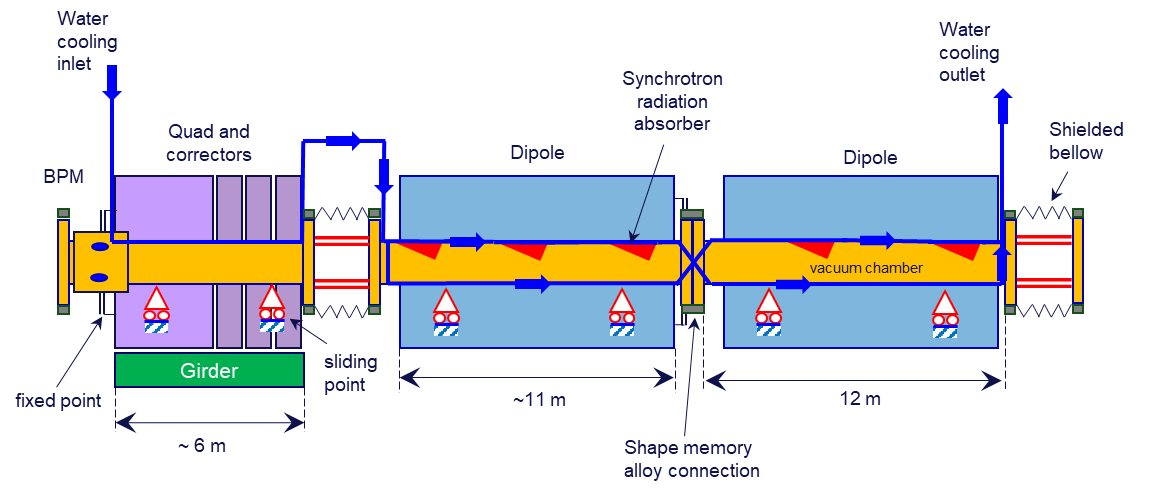 Water
cooling
inlet
Water
cooling
outlet
Synchrotron
radiation
absorber
Quad and
correctors
Dipole
Dipole
Shielded
bellow
BPM
vacuum chamber
Girder
sliding
point
fixed point
~ 6 m
~11 m
12 m
Shape memory
alloy connection